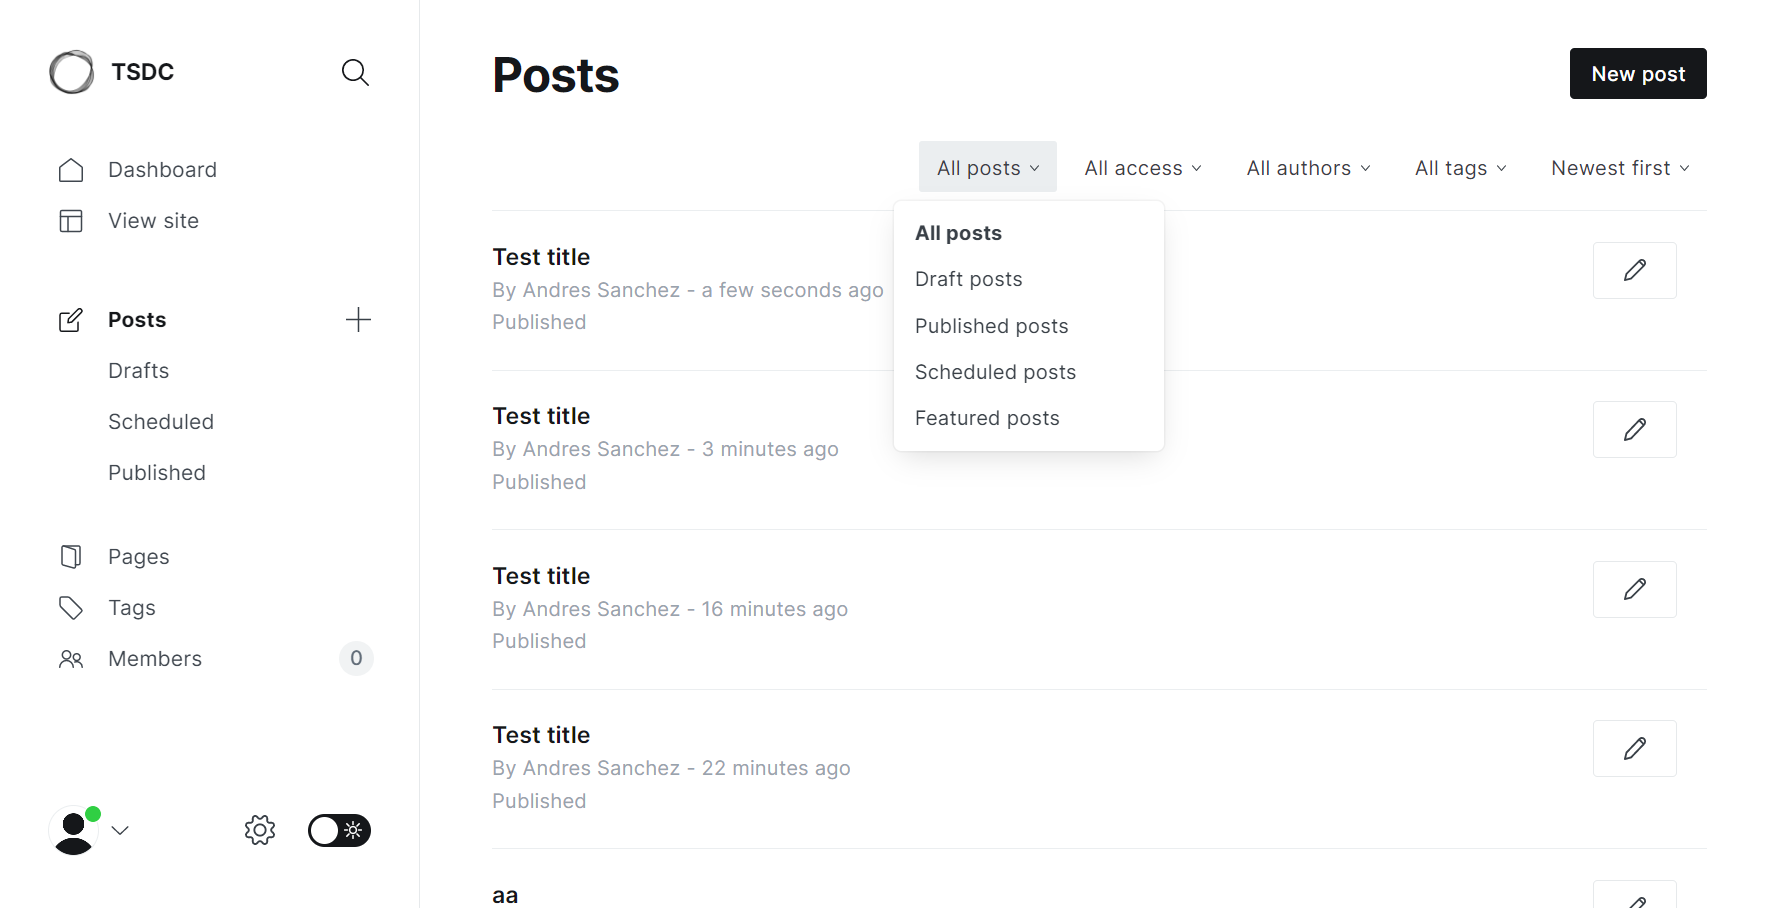 TSDC
Dashboard
View site
Posts
Drafts
Scheduled
Published
Pages
Tags
Members
0
Posts
New post
All posts
All access
All authors
All tags
Newest first
All posts
Draft posts
Published posts
Scheduled posts
Featured posts
Test title
By Andres Sanchez - a few seconds ago
Published
Test title
By Andres Sanchez - 3 minutes ago
Published
Test title
By Andres Sanchez - 16 minutes ago
Published
Test title
By Andres Sanchez - 22 minutes ago
Published
aa